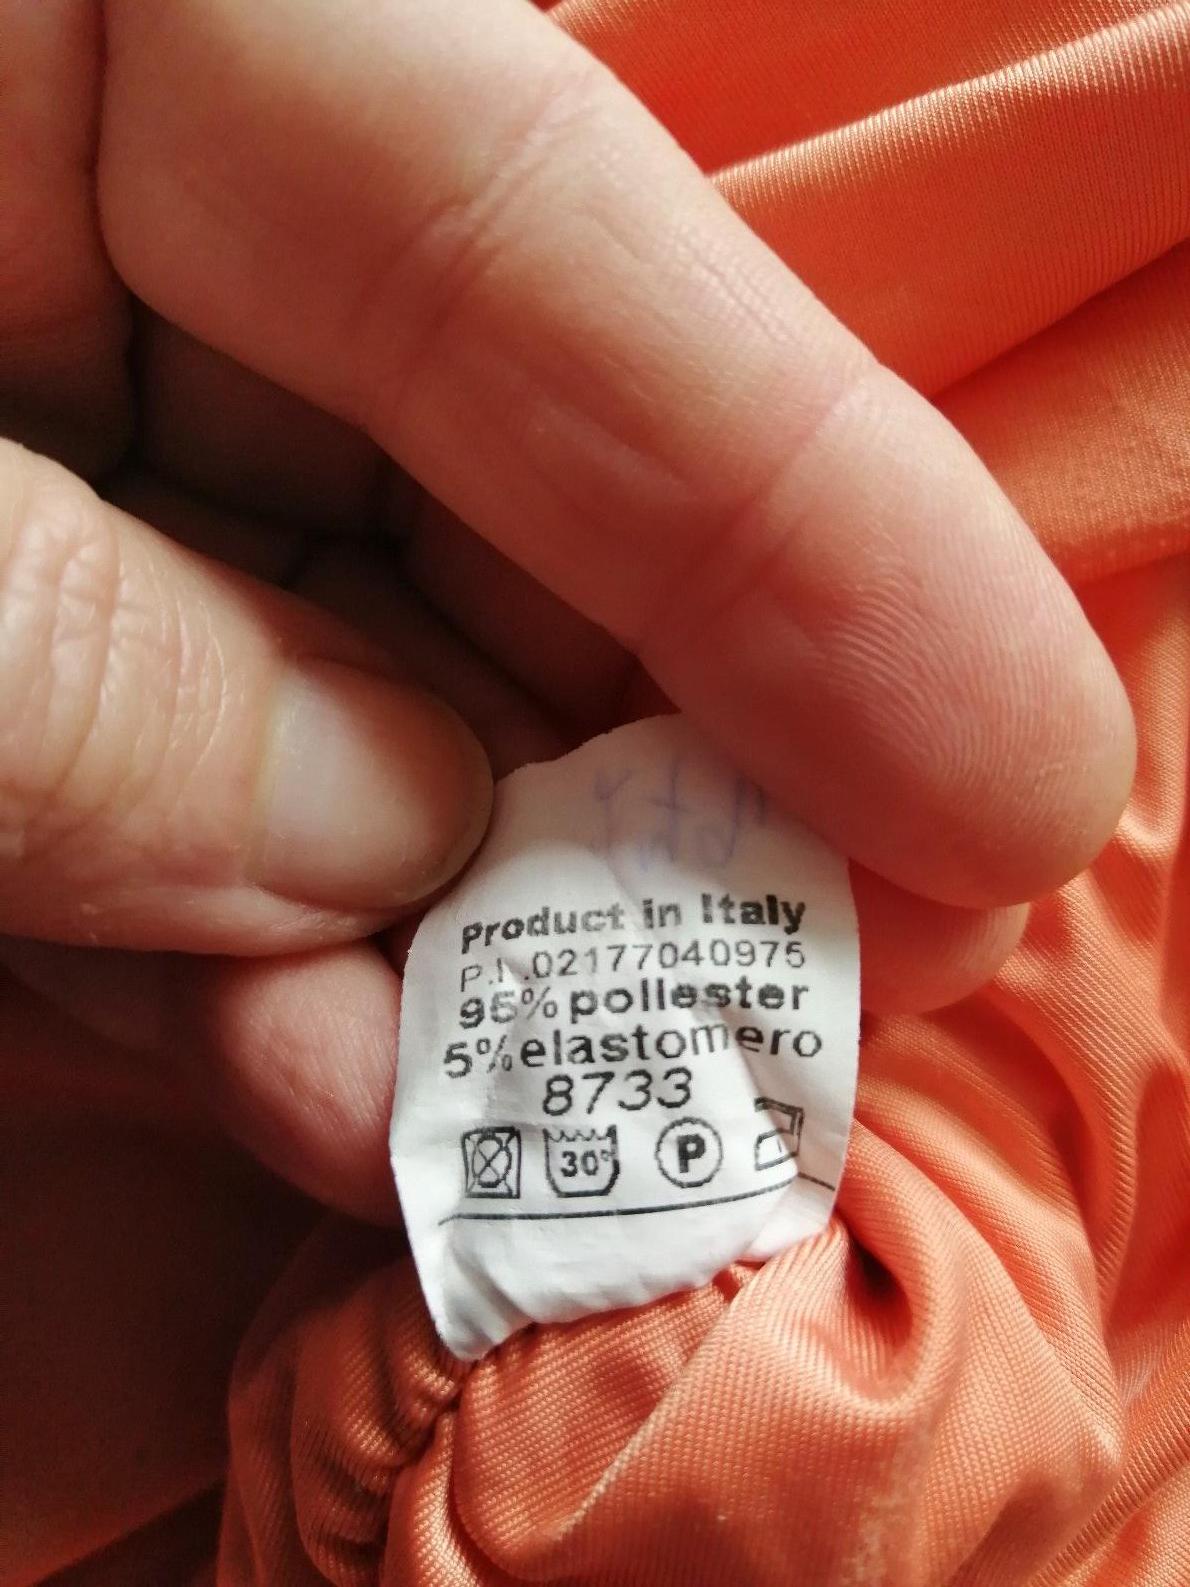 Product in Italy
P.I.02177040975
95% pollester
5% elastomero
8733
30°
P